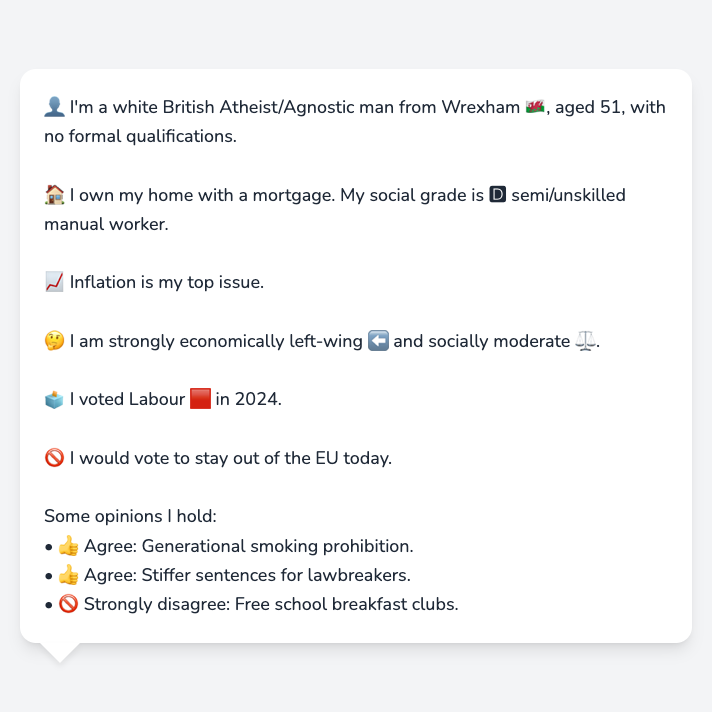 👤 I'm a white British Atheist/Agnostic man from Wrexham 🏴󠁧󠁢󠁷󠁬󠁳󠁿, aged 51, with
no formal qualifications.
🏠 I own my home with a mortgage. My social grade is 🅳 semi/unskilled
manual worker.
📈 Inflation is my top issue.
🤔 I am strongly economically left-wing ⬅️ and socially moderate ⚖️.
🗳️ I voted Labour 🟥 in 2024.
🚫 I would vote to stay out of the EU today.
Some opinions I hold:
• 👍 Agree: Generational smoking prohibition.
• 👍 Agree: Stiffer sentences for lawbreakers.
• 🚫 Strongly disagree: Free school breakfast clubs.